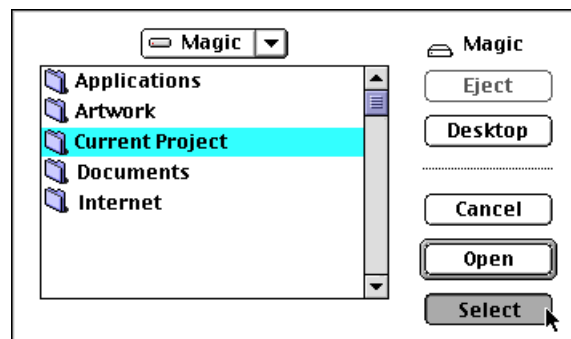 Magic
Applications
Artwork
Current Project
Documents
Internet
Magic
Eject
Desktop
Cancel
Open
Select